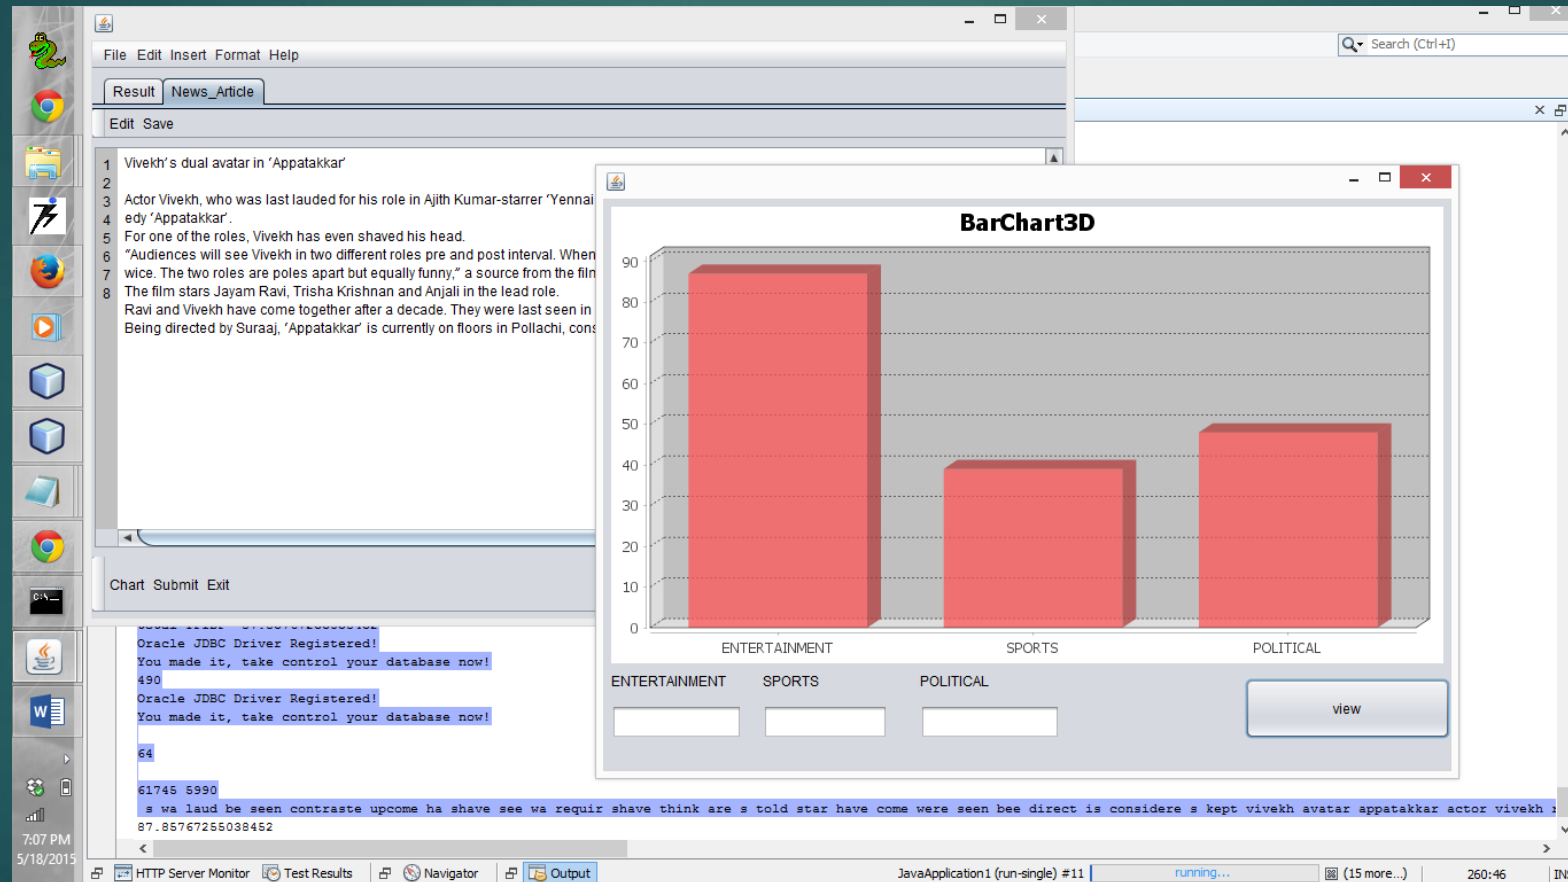 Search (Ctrl+I)
File Edit Insert Format Help
Result News_Article
Edit Save
1 Vivekh's dual avatar in 'Appatakkar'
2
3 Actor Vivekh, who was last lauded for his role in Ajith Kumar-starrer 'Yennai
4 edy 'Appatakkar'.
5 For one of the roles, Vivekh has even shaved his head.
6 "Audiences will see Vivekh in two different roles pre and post interval. When
7 wice. The two roles are poles apart but equally funny," a source from the film
8 The film stars Jayam Ravi, Trisha Krishnan and Anjali in the lead role.
Ravi and Vivekh have come together after a decade. They were last seen in
Being directed by Suraaj, 'Appatakkar' is currently on floors in Pollachi, cons
Chart Submit Exit
BarChart3D
90
80
70
60
50
40
30
20
10
0
ENTERTAINMENT SPORTS POLITICAL
ENTERTAINMENT SPORTS POLITICAL
view
Oracle JDBC Driver Registered!
You made it, take control your database now!
490
Oracle JDBC Driver Registered!
You made it, take control your database now!
64
61745 5990
s wa laud be seen contraste upcome ha shave see wa requir shave think are s told star have come were seen bee direct is considere s kept vivekh avatar appatakkar actor vivekh
87.85767255038452
C:\
W
7:07 PM
5/18/2015
HTTP Server Monitor Test Results Navigator Output JavaApplication1 (run-single) #11 running... (15 more...) 260:46 IN